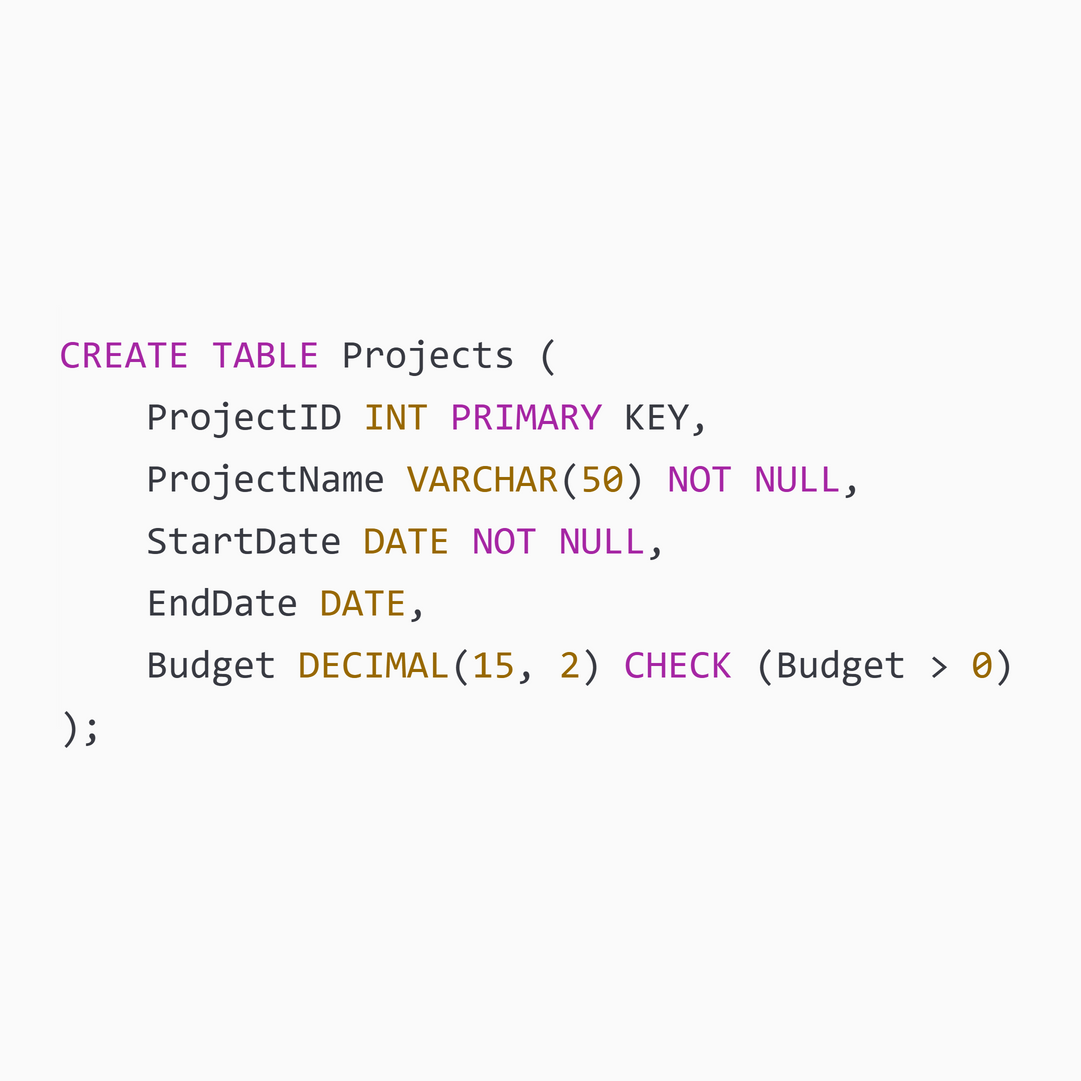 CREATE TABLE Projects (
    ProjectID INT PRIMARY KEY,
    ProjectName VARCHAR(50) NOT NULL,
    StartDate DATE NOT NULL,
    EndDate DATE,
    Budget DECIMAL(15, 2) CHECK (Budget > 0)
);